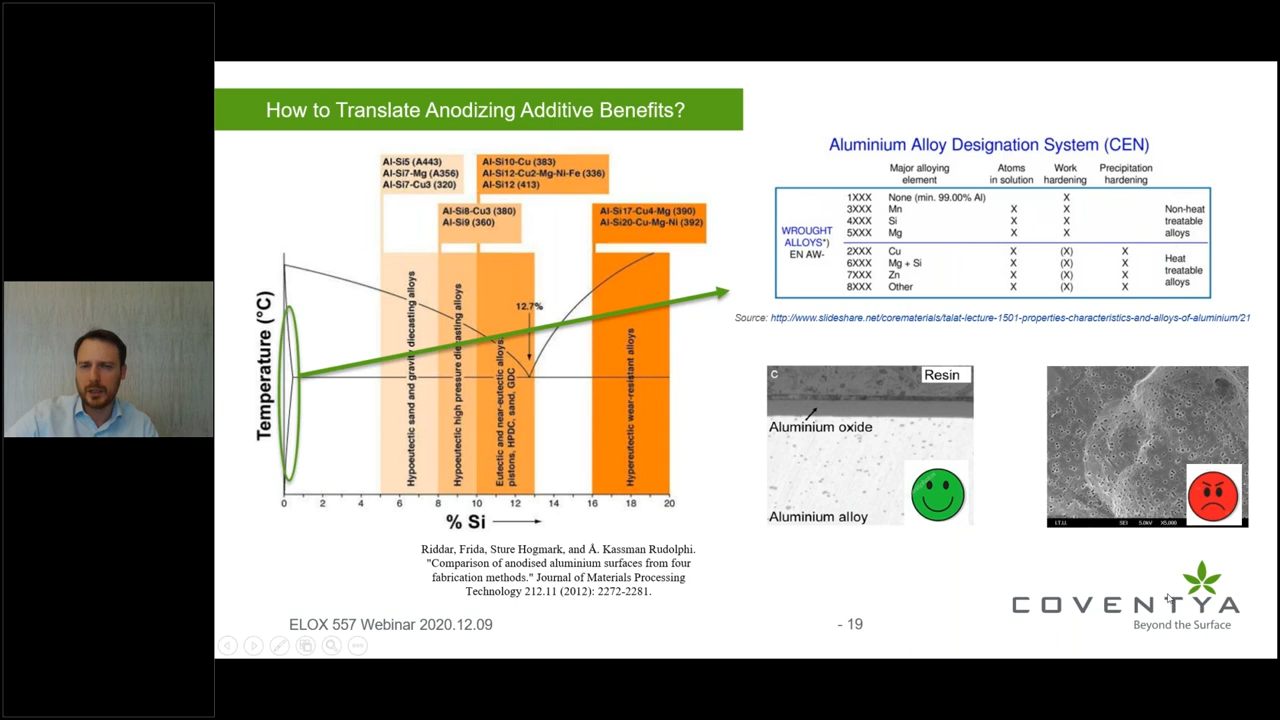 How to Translate Anodizing Additive Benefits?
Al-Si5 (A443)
Al-Si7-Mg (A356)
Al-Si7-Cu3 (320)
Al-Si10-Cu (383)
Al-Si12-Cu2-Mg-Ni-Fe (336)
Al-Si12 (413)
Al-Si8-Cu3 (380)
Al-Si9 (360)
Al-Si17-Cu4-Mg (390)
Al-Si20-Cu-Mg-Ni (392)
Temperature (°C)
12.7%
Hypoeutectic sand and gravity diecasting alloys
Hypoeutectic high pressure diecasting alloys
Eutectic and near-eutectic alloys,
pistons, HPDC, sand, GDC
Hypereutectic wear-resistant alloys
0 2 4 6 8 10 12 14 16 18 20
% Si
Riddar, Frida, Sture Hogmark, and Å. Kassman Rudolphi.
"Comparison of anodised aluminium surfaces from four
fabrication methods." Journal of Materials Processing
Technology 212.11 (2012): 2272-2281.
Aluminium Alloy Designation System (CEN)
Major alloying element Atoms in solution Work hardening Precipitation hardening
WROUGHT ALLOYS*) EN AW-
1XXX None (min. 99.00% Al) X
3XXX Mn X X
4XXX Si X X
5XXX Mg X X
Non-heat treatable alloys
2XXX Cu X (X) X
6XXX Mg + Si X (X) X
7XXX Zn X (X) X
8XXX Other X (X) X
Heat treatable alloys
Source: http://www.slideshare.net/corematerials/talat-lecture-1501-properties-characteristics-and-alloys-of-aluminium/21
C
Resin
Aluminium oxide
Aluminium alloy
I.T.U. SEI 5.0kV X5,000
COVENTYA
Beyond the Surface
ELOX 557 Webinar 2020.12.09
- 19